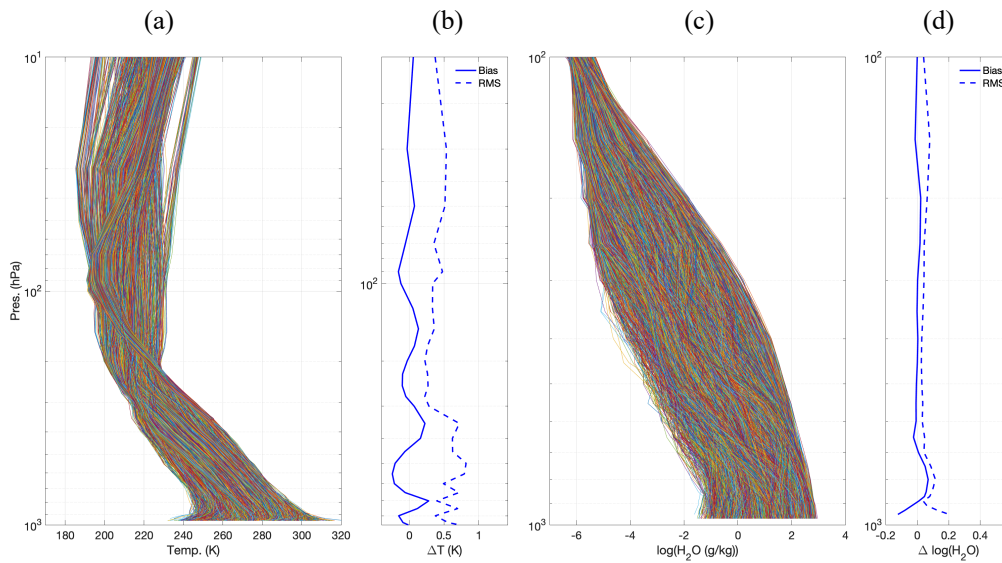 (a) (b) (c) (d)
10¹ 10² 10²
Bias Bias
RMS RMS
Pres. (hPa)
10² 10²
10³ 10³ 10³
180 200 220 240 260 280 300 320 0 0.5 1 -6 -4 -2 0 2 4 -0.2 0 0.2 0.4
Temp. (K) ΔT (K) log(H₂O (g/kg)) Δ log(H₂O)